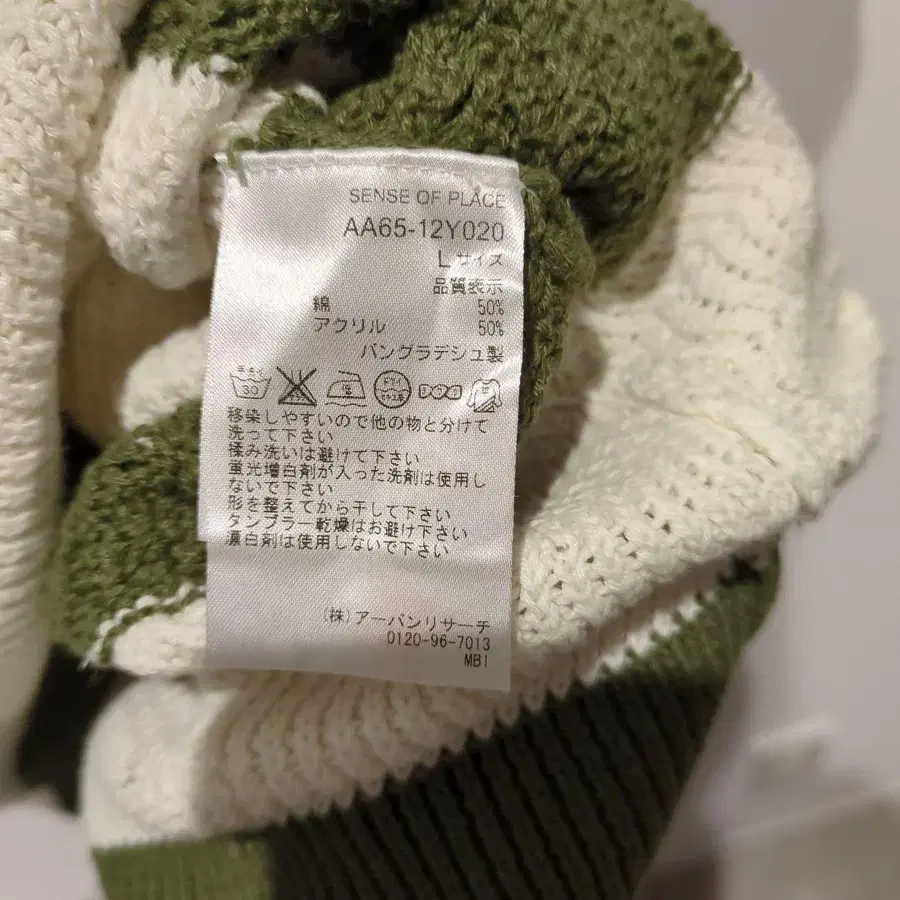 SENSE OF PLACE
AA65-12Y020
Lサイズ
品質表示
綿 50%
アクリル 50%
バングラデシュ製
30 ドライ
移染しやすいので他の物と分けて
洗って下さい
揉み洗いは避けて下さい
蛍光増白剤が入った洗剤は使用し
ないで下さい
形を整えてから干して下さい
タンブラー乾燥はお避け下さい
漂白剤は使用しないで下さい
(株)アーバンリサーチ
0120-96-7013
MBI